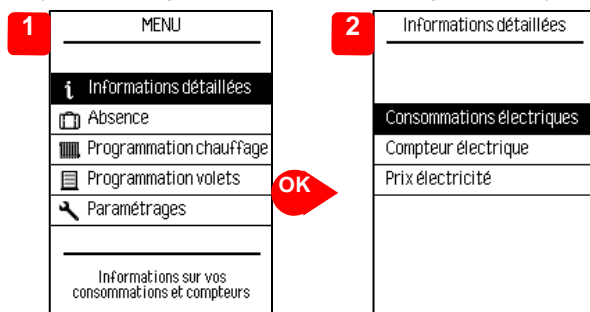 1
MENU
Informations détaillées
Absence
Programmation chauffage
Programmation volets
Paramétrages
Informations sur vos
consommations et compteurs
OK
2
Informations détaillées
Consommations électriques
Compteur électrique
Prix électricité